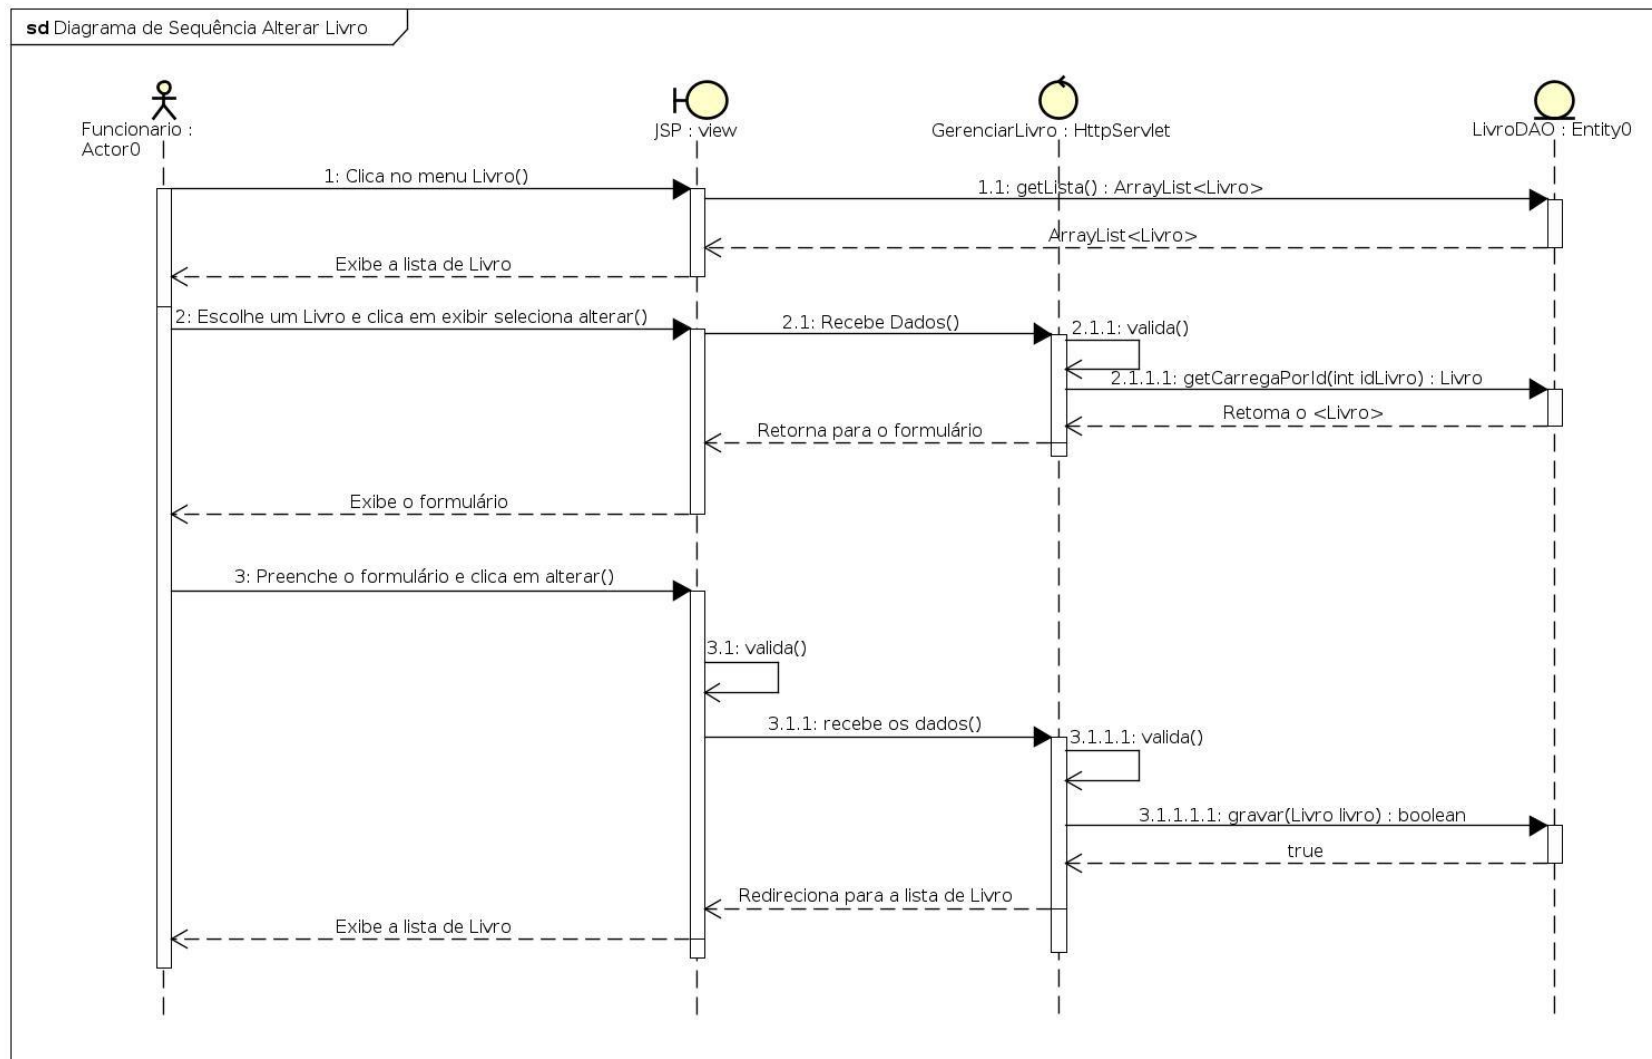 sd Diagrama de Sequência Alterar Livro
Funcionario :
Actor0
JSP : view
GerenciarLivro : HttpServlet
LivroDAO : Entity0
1: Clica no menu Livro()
1.1: getLista() : ArrayList<Livro>
ArrayList<Livro>
Exibe a lista de Livro
2: Escolhe um Livro e clica em exibir seleciona alterar()
2.1: Recebe Dados()
2.1.1: valida()
2.1.1.1: getCarregaPorId(int idLivro) : Livro
Retorna o <Livro>
Retorna para o formulário
Exibe o formulário
3: Preenche o formulário e clica em alterar()
3.1: valida()
3.1.1: recebe os dados()
3.1.1.1: valida()
3.1.1.1.1: gravar(Livro livro) : boolean
true
Redireciona para a lista de Livro
Exibe a lista de Livro